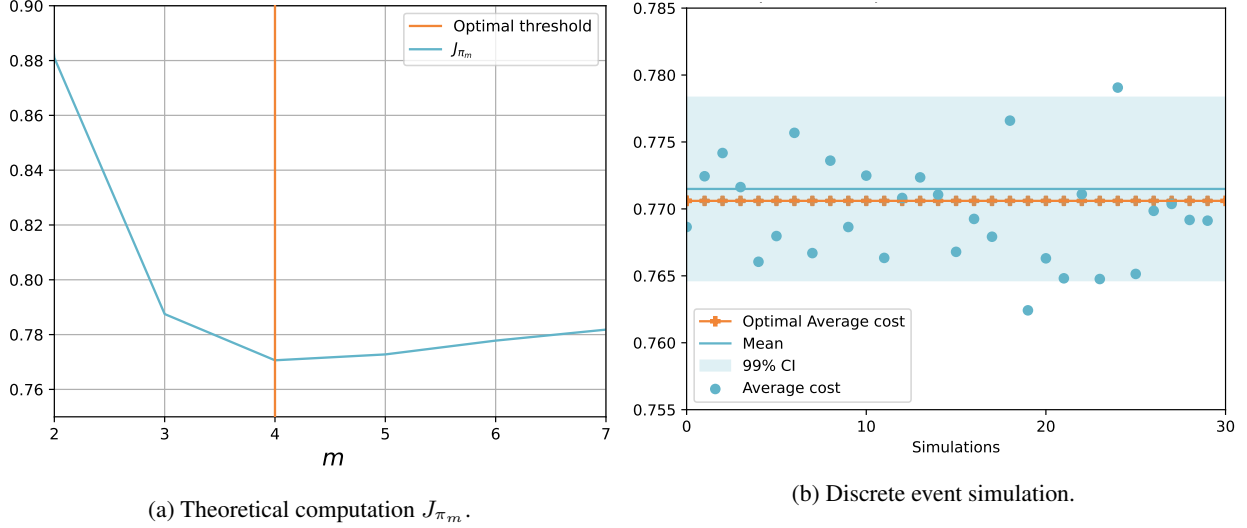 0.90
0.88
0.86
0.84
0.82
0.80
0.78
0.76
2 3 4 5 6 7
m
Optimal threshold
J_{π_m}
(a) Theoretical computation J_{π_m}.
0.785
0.780
0.775
0.770
0.765
0.760
0.755
0 10 20 30
Simulations
Optimal Average cost
Mean
99% CI
Average cost
(b) Discrete event simulation.